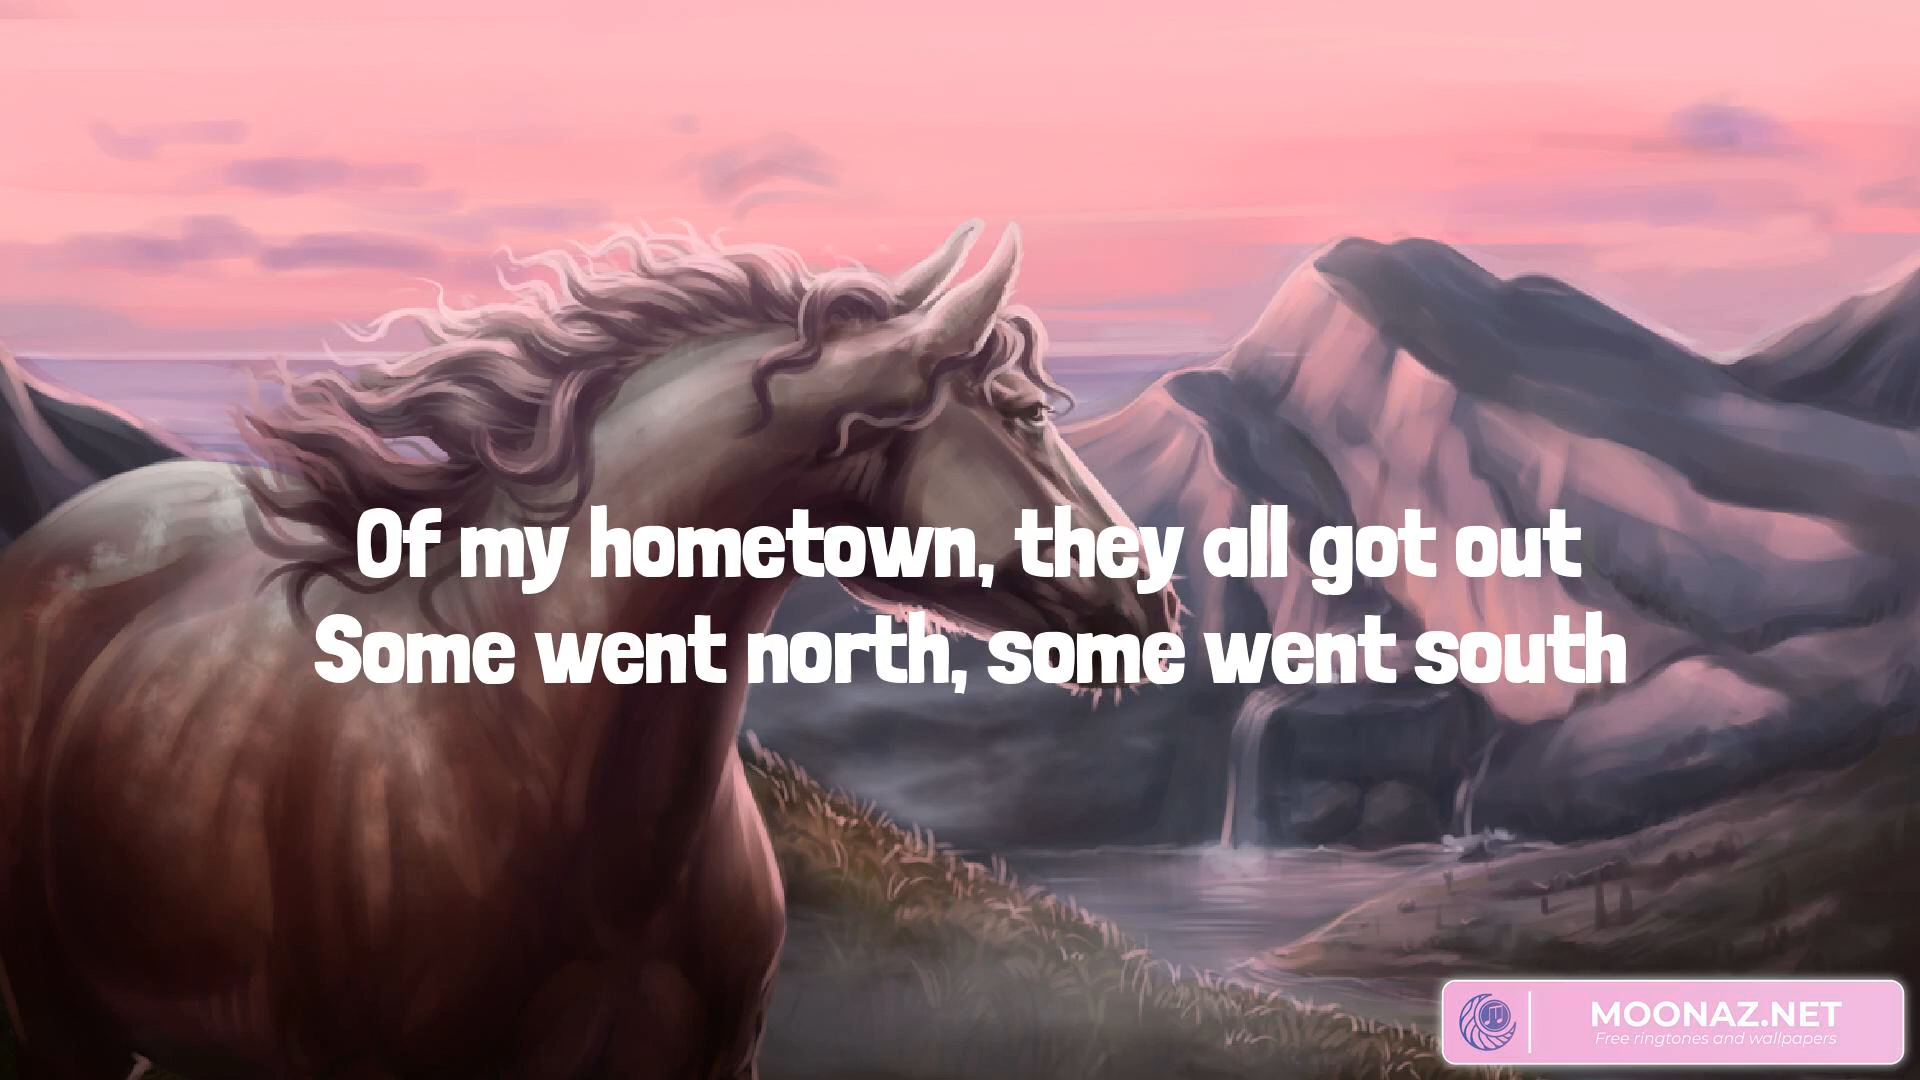 Of my hometown, they all got out
Some went north, some went south
MOONAZ.NET
Free ringtones and wallpapers